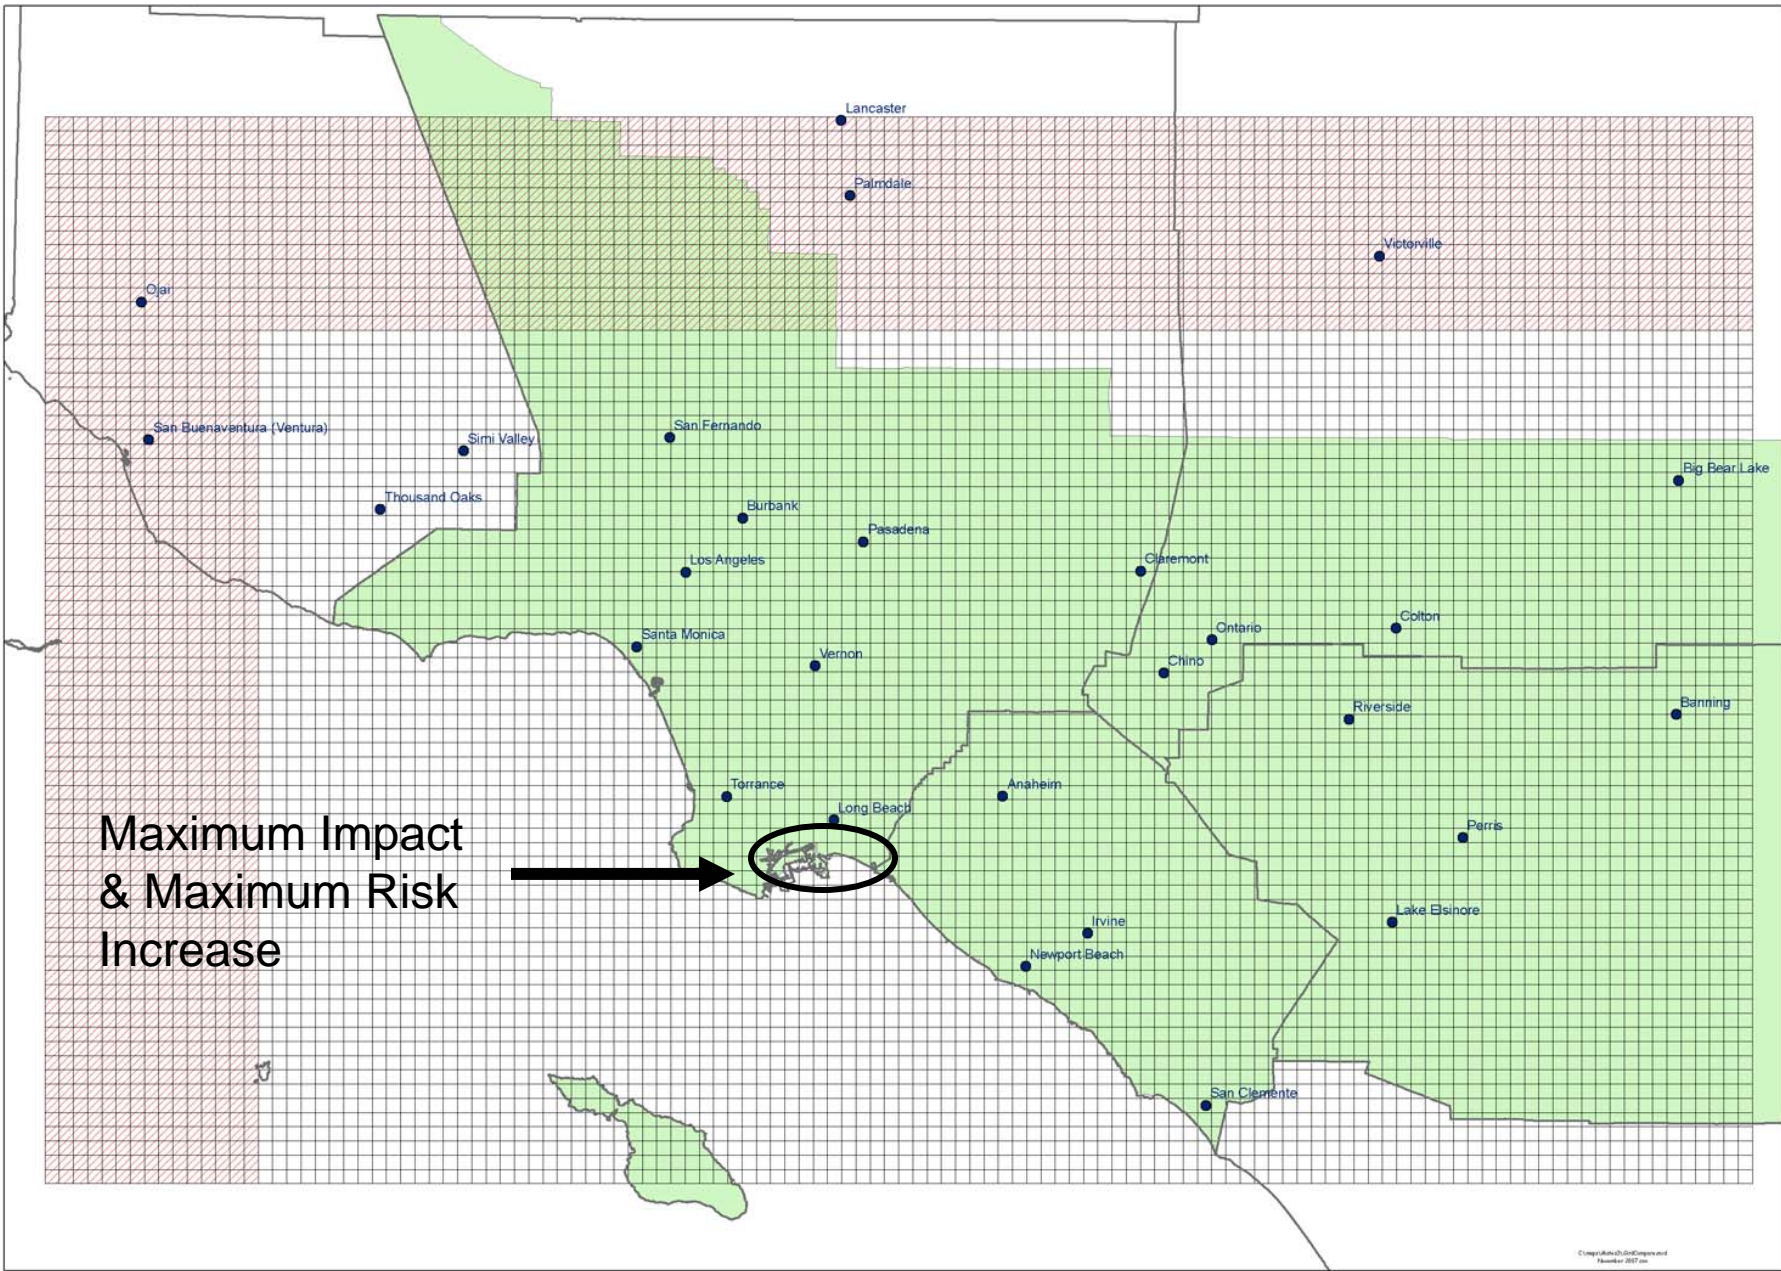 Lancaster
Palmdale
Victorville
Ojai
San Buenaventura (Ventura)
Simi Valley
San Fernando
Big Bear Lake
Thousand Oaks
Burbank
Pasadena
Los Angeles
Claremont
Colton
Ontario
Santa Monica
Vernon
Chino
Riverside
Banning
Torrance
Anaheim
Long Beach
Perris
Maximum Impact
& Maximum Risk
Increase
Lake Elsinore
Irvine
Newport Beach
San Clemente
November 2007